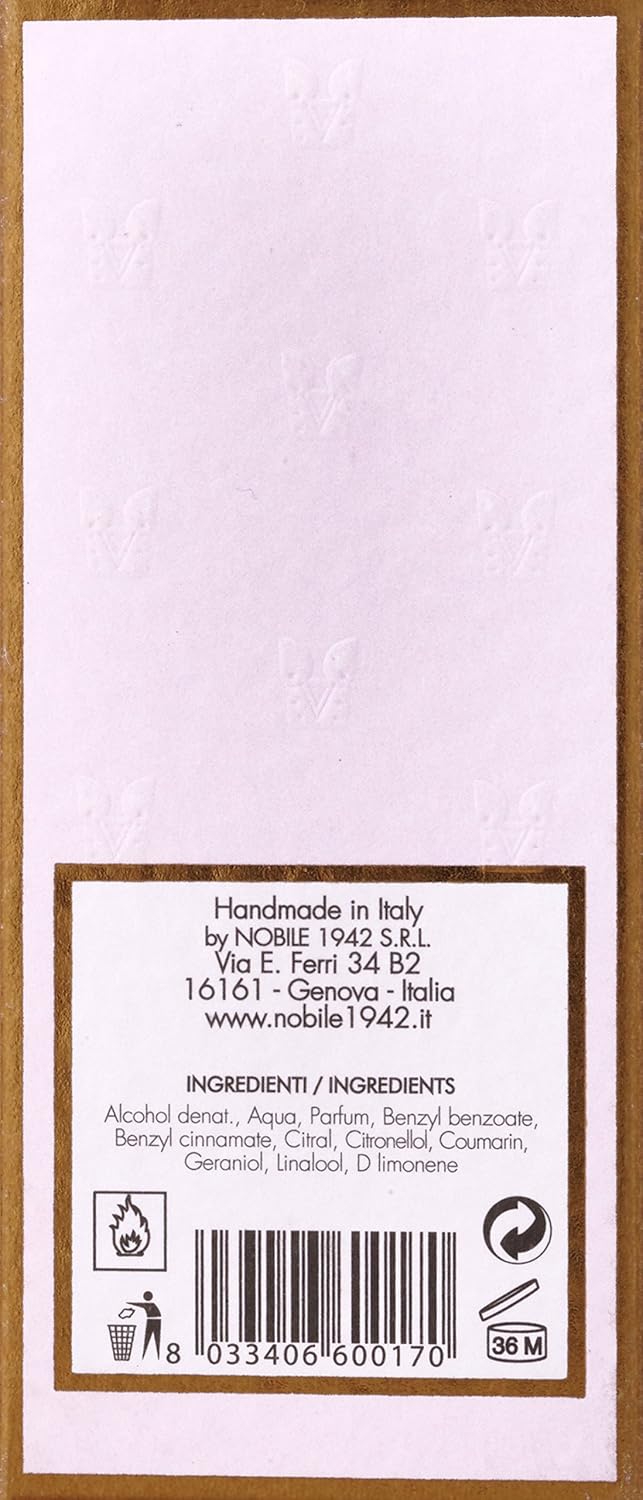 Handmade in Italy
by NOBILE 1942 S.R.L.
Via E. Ferri 34 B2
16161 - Genova - Italia
www.nobile1942.it
INGREDIENTI / INGREDIENTS
Alcohol denat., Aqua, Parfum, Benzyl benzoate,
Benzyl cinnamate, Citral, Citronellol, Coumarin,
Geraniol, Linalool, D limonene
36 M
8 033406 600170